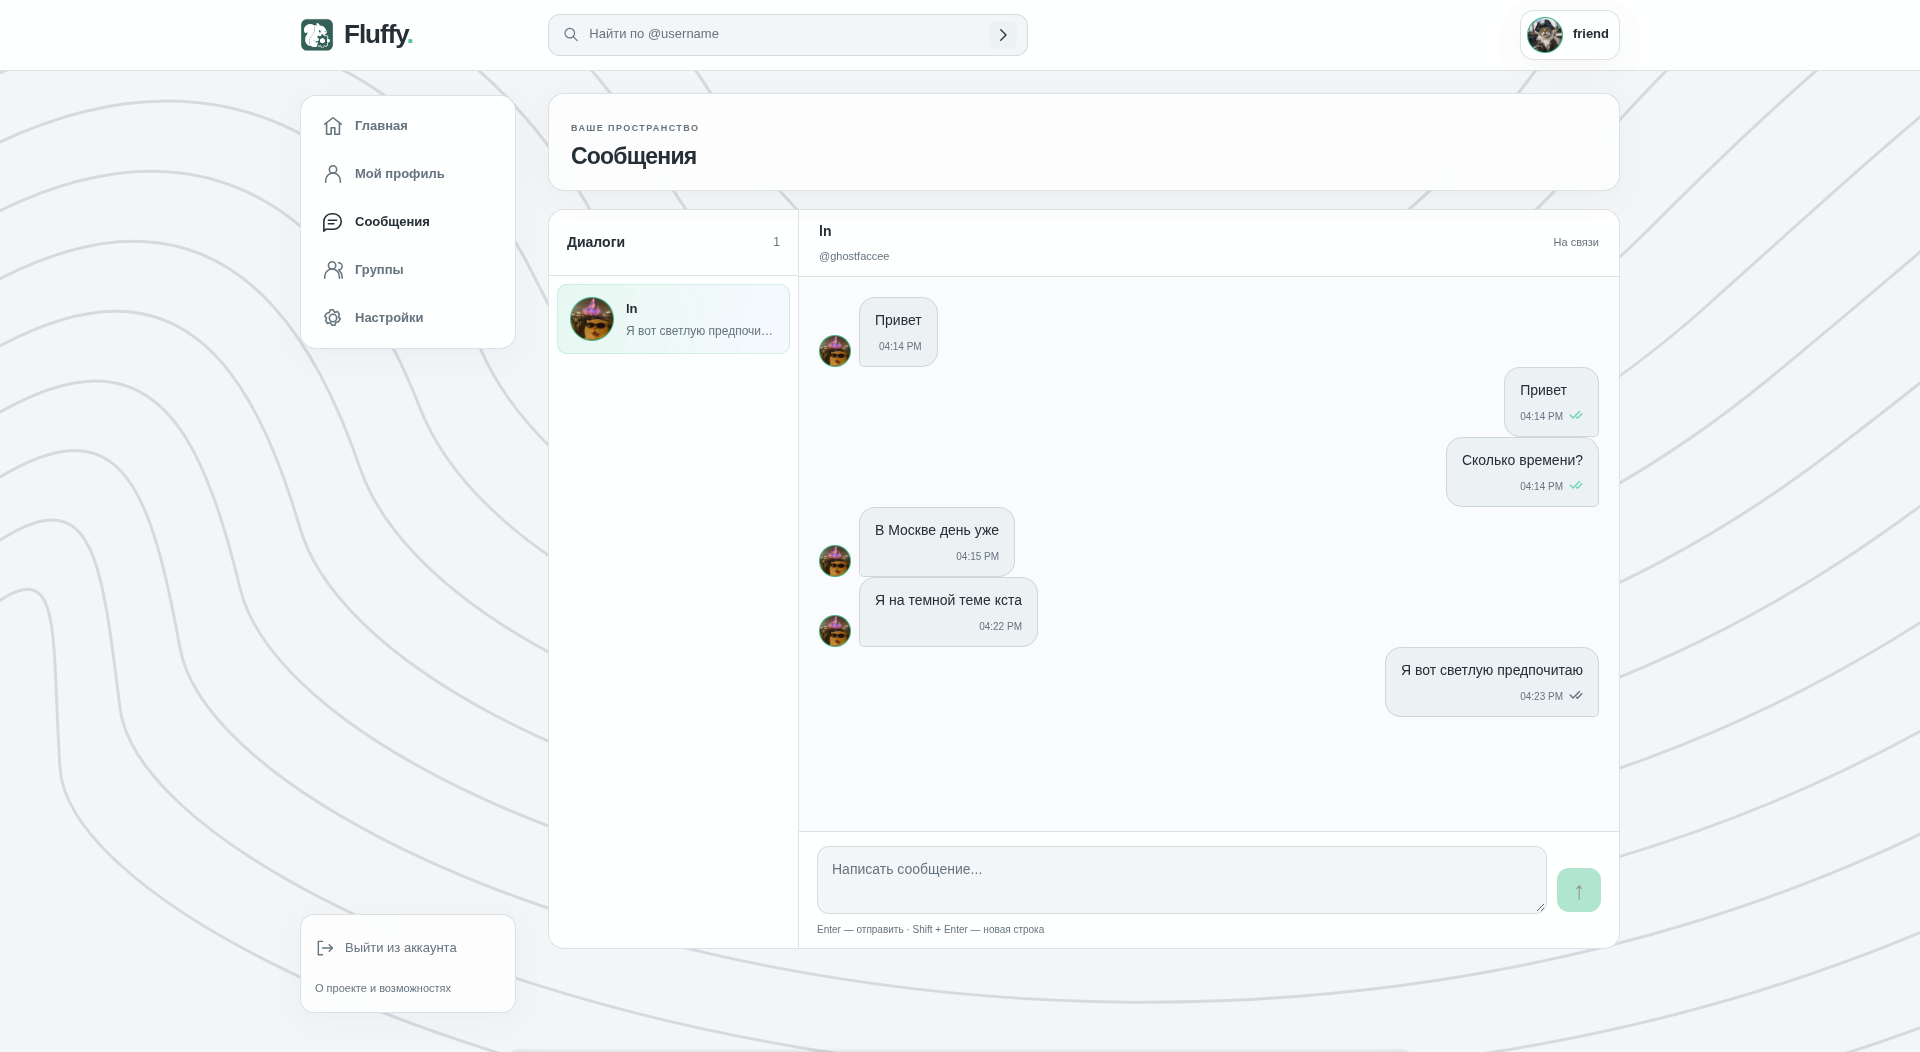 Fluffy.
Найти по @username
friend
Главная
Мой профиль
Сообщения
Группы
Настройки
ВАШЕ ПРОСТРАНСТВО
Сообщения
Диалоги 1
In
Я вот светлую предпочи...
In
@ghostfaccee
На связи
Привет
04:14 PM
Привет
04:14 PM
Сколько времени?
04:14 PM
В Москве день уже
04:15 PM
Я на темной теме кста
04:22 PM
Я вот светлую предпочитаю
04:23 PM
Написать сообщение...
Enter — отправить · Shift + Enter — новая строка
Выйти из аккаунта
О проекте и возможностях